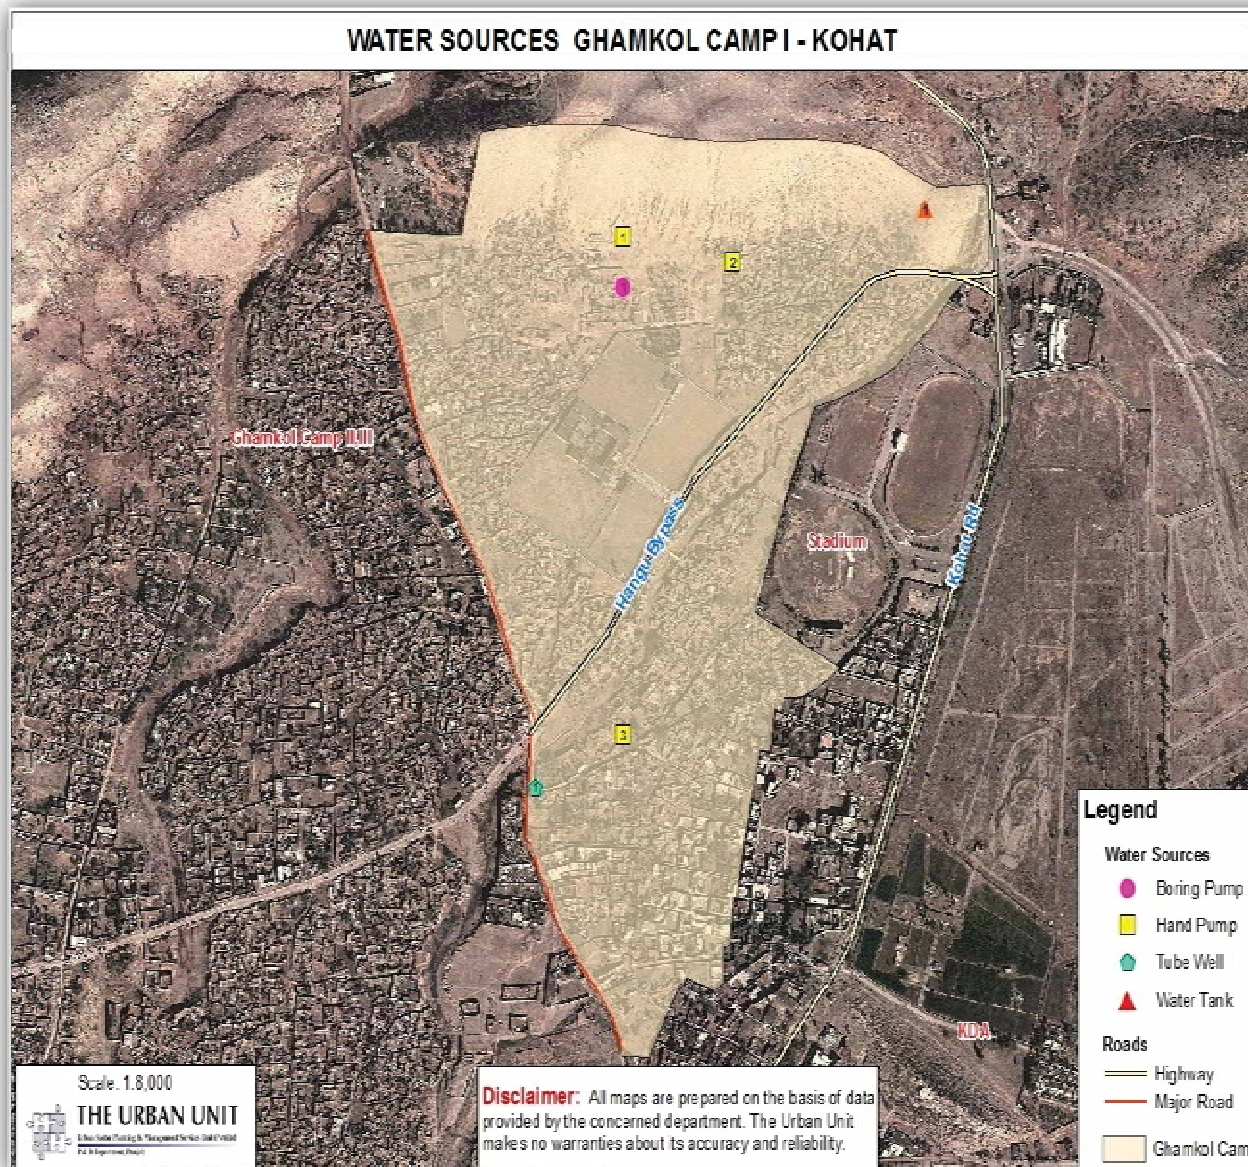 WATER SOURCES GHAMKOL CAMP I - KOHAT
1
2
Ghamkol Camp II,III
Hangu Bypass
Stadium
Kohat Rd
3
KDA
Legend
Water Sources
Boring Pump
Hand Pump
Tube Well
Water Tank
Roads
Highway
Major Road
Ghamkol Cam
Scale. 1:8,000
THE URBAN UNIT
Disclaimer: All maps are prepared on the basis of data
provided by the concerned department. The Urban Unit
makes no warranties about its accuracy and reliability.